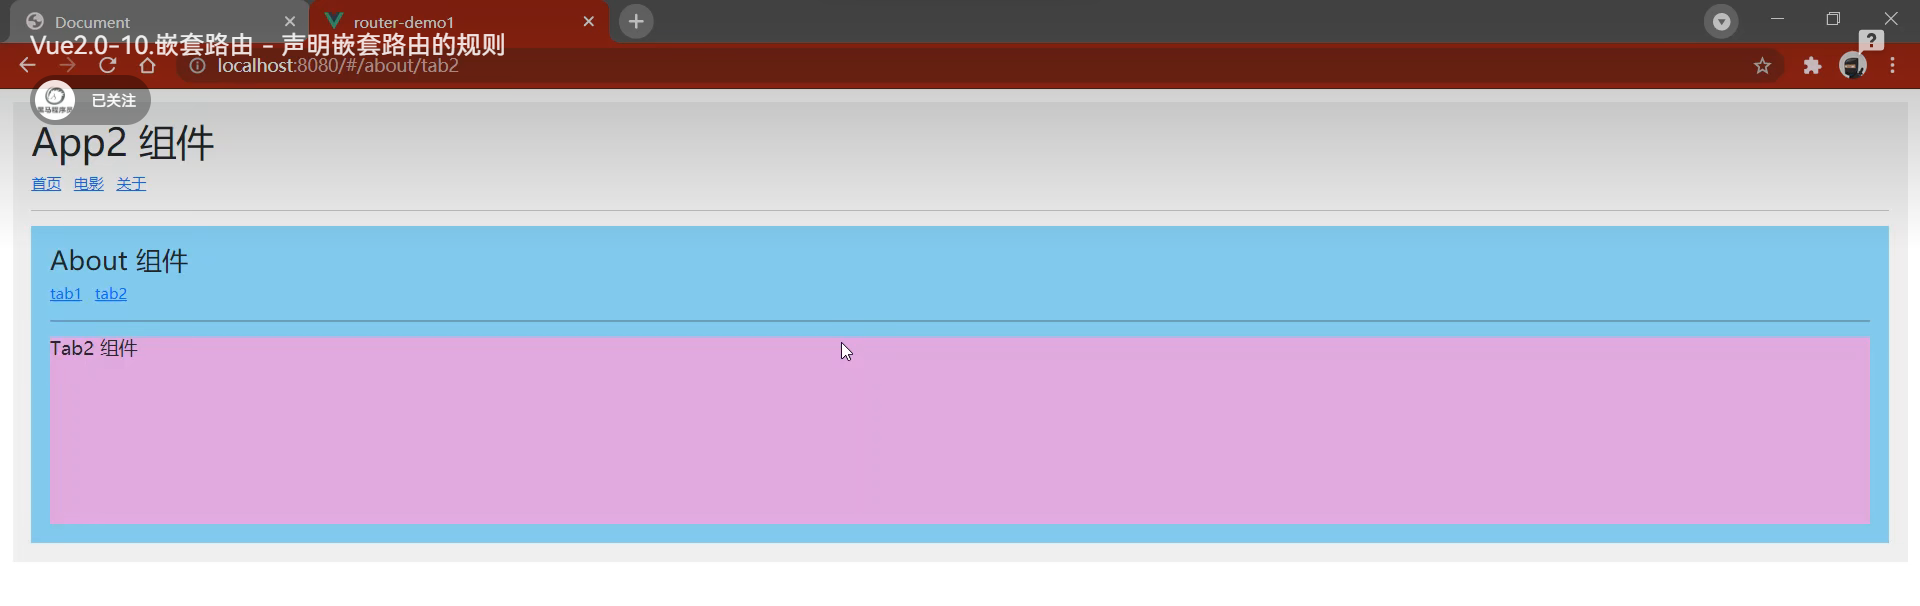 Document
router-demo1
Vue2.0-10.嵌套路由 - 声明嵌套路由的规则
localhost:8080/#/about/tab2
已关注
App2 组件
首页 电影 关于
About 组件
tab1 tab2
Tab2 组件